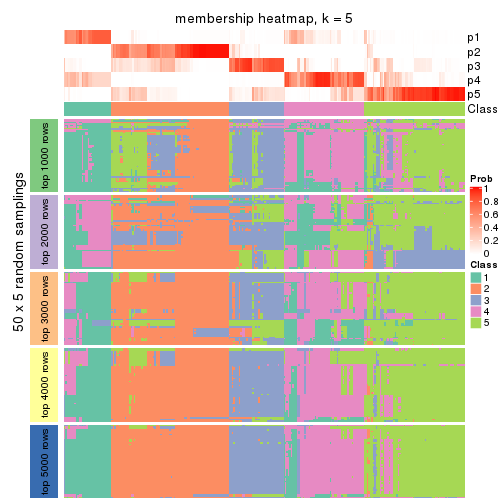 membership heatmap, k = 5
p1
p2
p3
p4
p5
Class
50 x 5 random samplings
top 1000 rows
top 2000 rows
top 3000 rows
top 4000 rows
top 5000 rows
Prob
1
0.8
0.6
0.4
0.2
0
Class
1
2
3
4
5